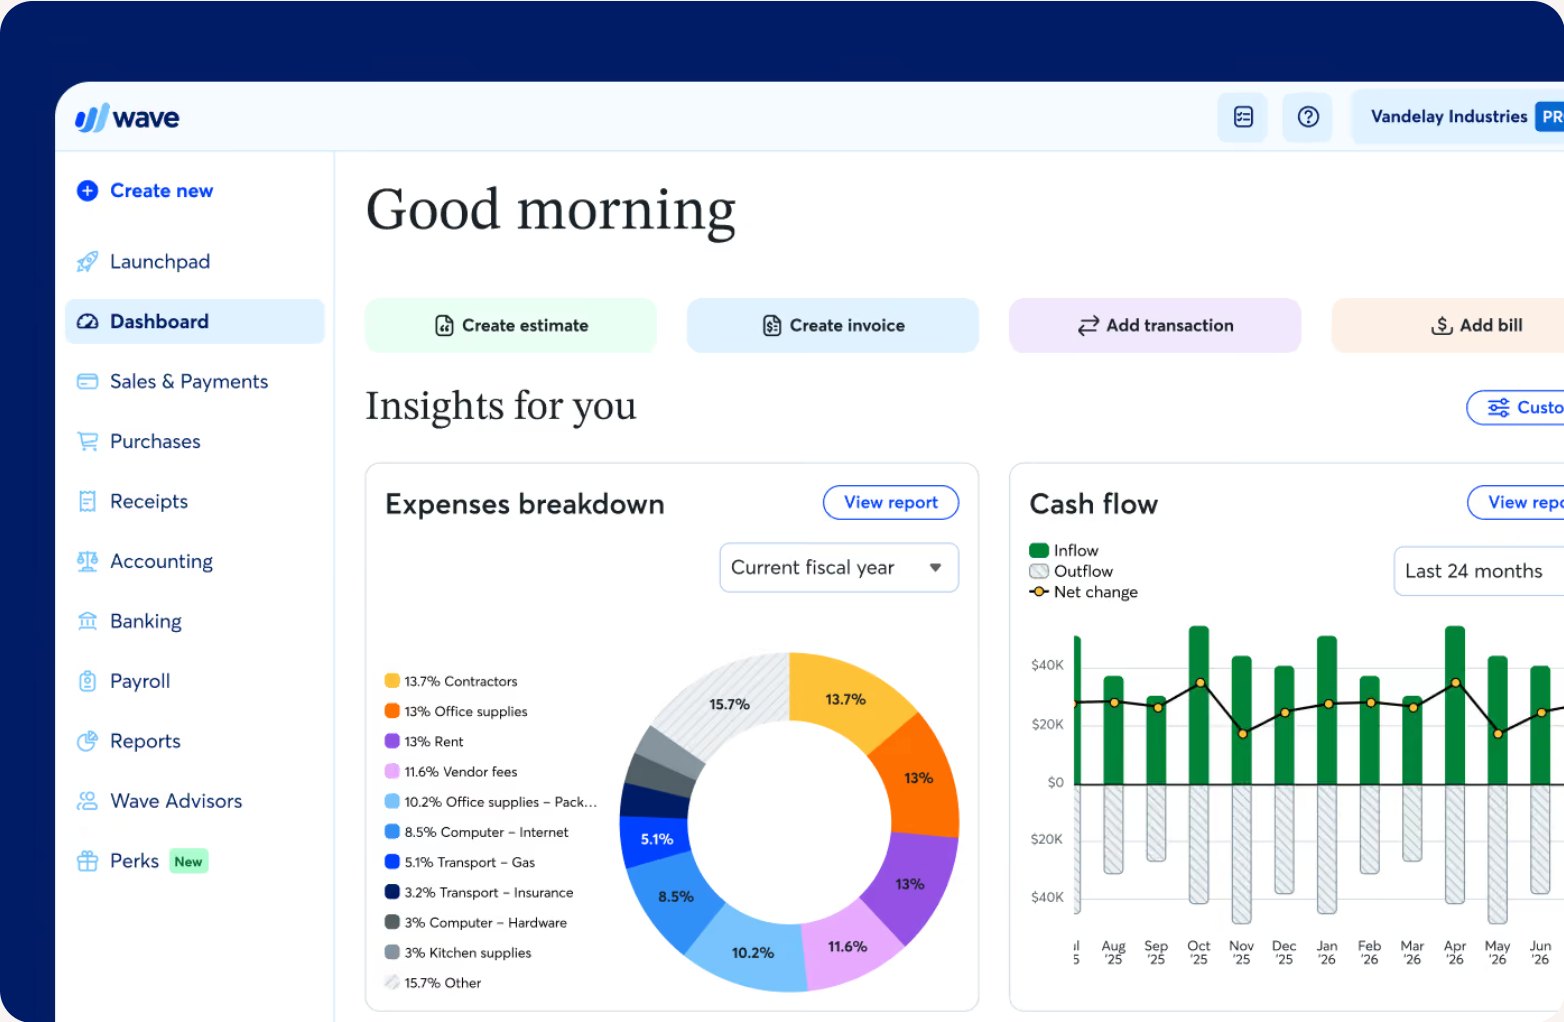 wave
Vandelay Industries PR
Create new
Launchpad
Dashboard
Sales & Payments
Purchases
Receipts
Accounting
Banking
Payroll
Reports
Wave Advisors
Perks New
Good morning
Create estimate
Create invoice
Add transaction
Add bill
Insights for you
Custo
Expenses breakdown
View report
Current fiscal year
13.7% Contractors
13% Office supplies
13% Rent
11.6% Vendor fees
10.2% Office supplies – Pack...
8.5% Computer – Internet
5.1% Transport – Gas
3.2% Transport – Insurance
3% Computer – Hardware
3% Kitchen supplies
15.7% Other
15.7%
13.7%
13%
13%
11.6%
10.2%
8.5%
5.1%
Cash flow
View repo
Inflow
Outflow
Net change
Last 24 months
$40K
$20K
$0
$20K
$40K
l Aug Sep Oct Nov Dec Jan Feb Mar Apr May Jun
5 '25 '25 '25 '25 '25 '26 '26 '26 '26 '26 '26